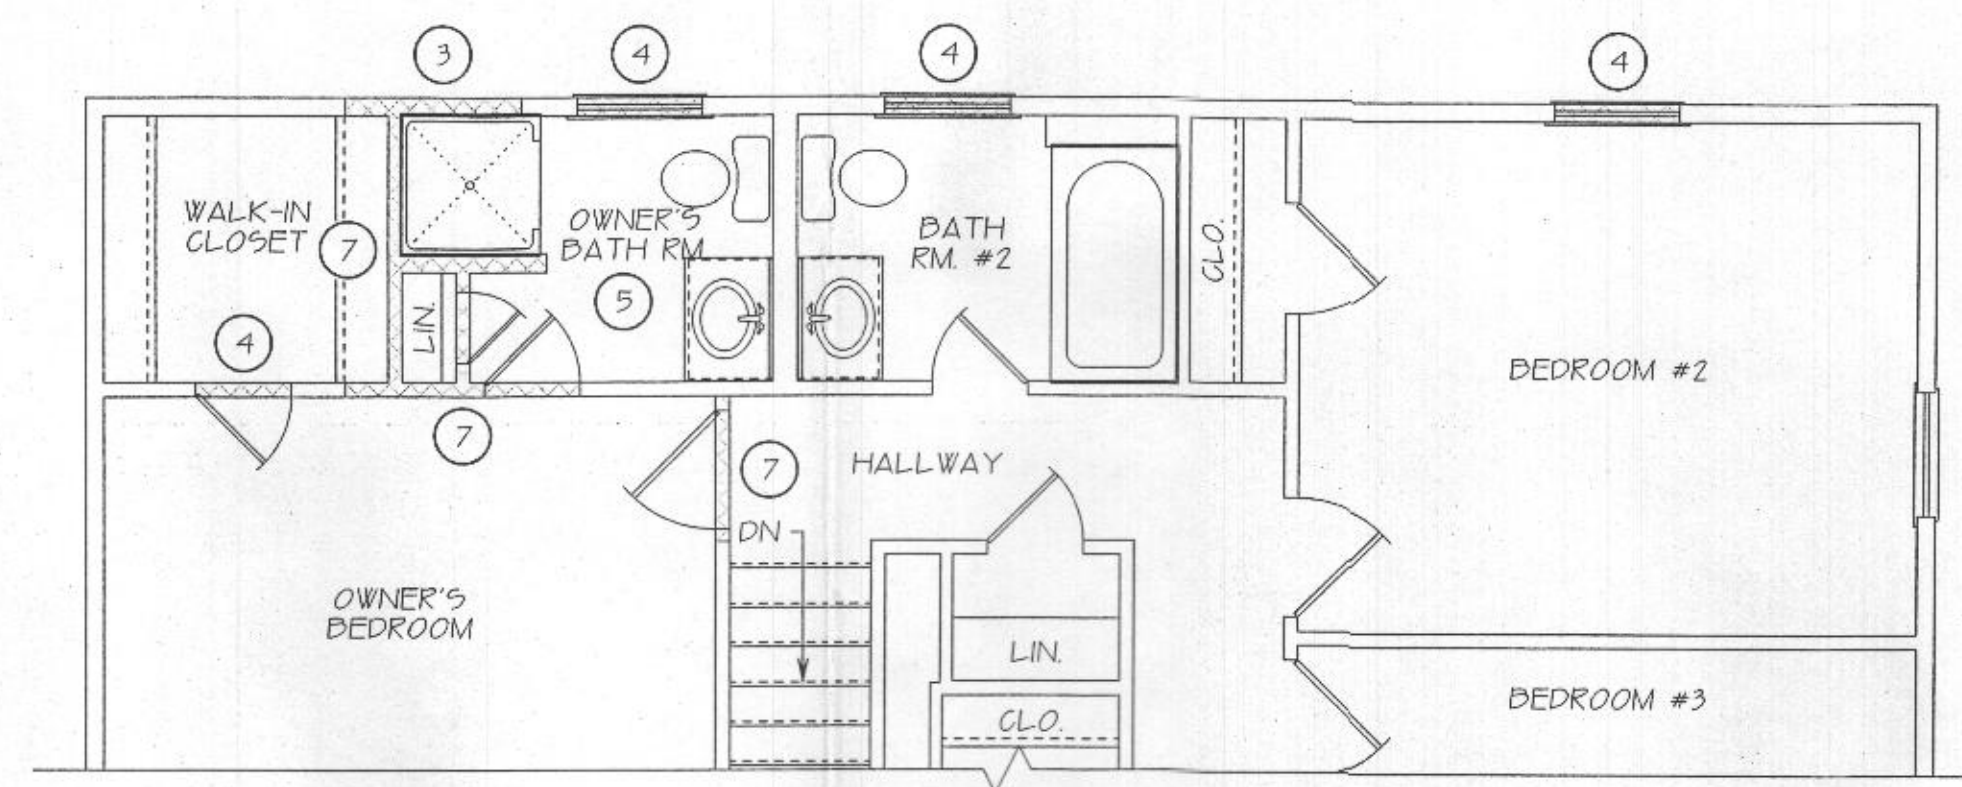 3
4
4
4
WALK-IN
CLOSET
7
OWNER'S
BATH RM.
BATH
RM. #2
CLO.
4
LIN.
5
BEDROOM #2
7
7
HALLWAY
DN
OWNER'S
BEDROOM
LIN.
CLO.
BEDROOM #3